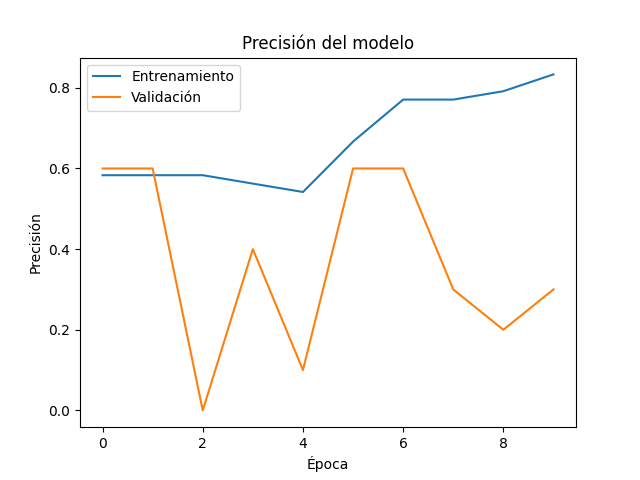 Precisión del modelo
Entrenamiento
Validación
Precisión
0.8
0.6
0.4
0.2
0.0
0 2 4 6 8
Época